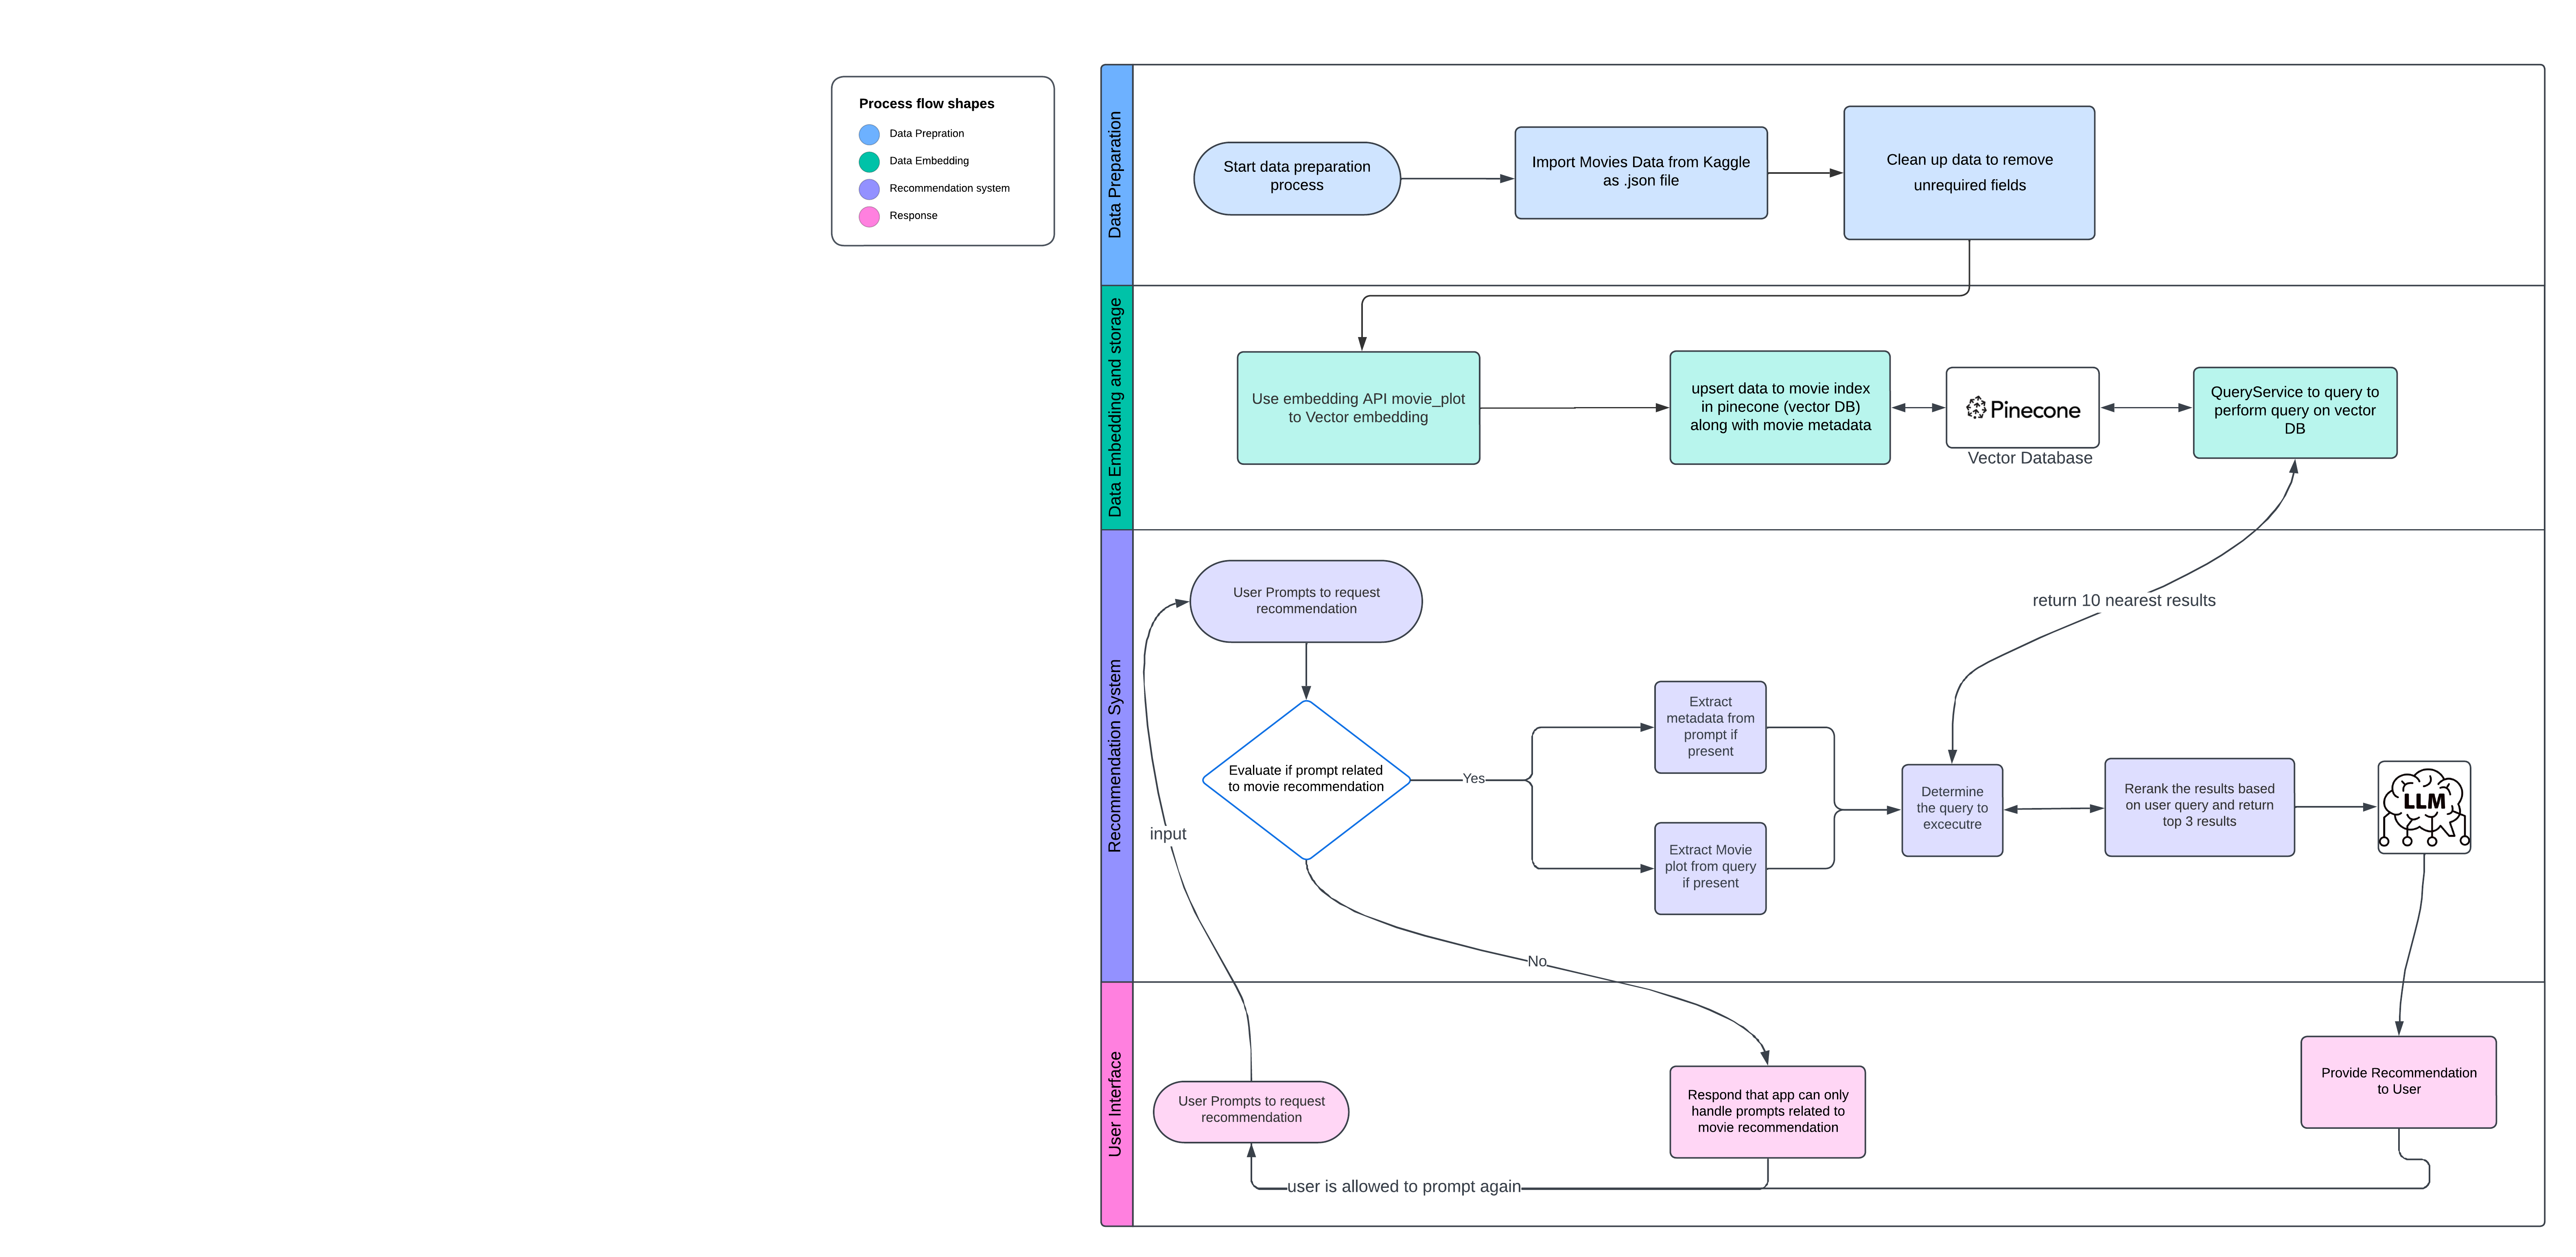 Process flow shapes
Data Prepration
Data Embedding
Recommendation system
Response
Data Preparation
Start data preparation
process
Import Movies Data from Kaggle
as .json file
Clean up data to remove
unrequired fields
Data Embedding and storage
Use embedding API movie_plot
to Vector embedding
upsert data to movie index
in pinecone (vector DB)
along with movie metadata
Pinecone
Vector Database
QueryService to query to
perform query on vector
DB
Recommendation System
User Prompts to request
recommendation
return 10 nearest results
Evaluate if prompt related
to movie recommendation
Yes
Extract
metadata from
prompt if
present
Extract Movie
plot from query
if present
Determine
the query to
excecutre
Rerank the results based
on user query and return
top 3 results
LLM
input
No
User Interface
User Prompts to request
recommendation
Respond that app can only
handle prompts related to
movie recommendation
Provide Recommendation
to User
user is allowed to prompt again